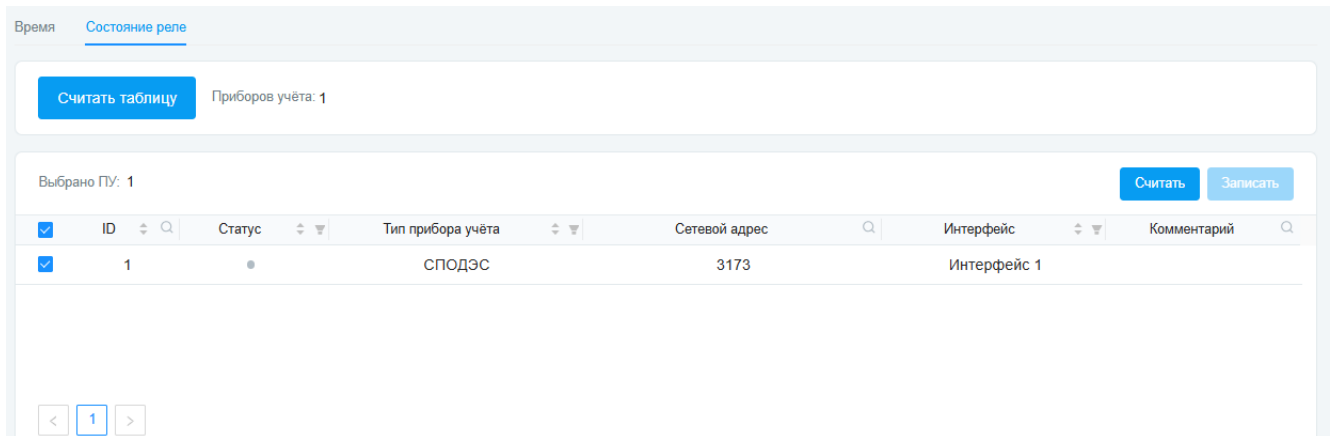 Время Состояние реле
Считать таблицу Приборов учёта: 1
Выбрано ПУ: 1 Считать Записать
ID Статус Тип прибора учёта Сетевой адрес Интерфейс Комментарий
1 СПОДЭС 3173 Интерфейс 1
< 1 >